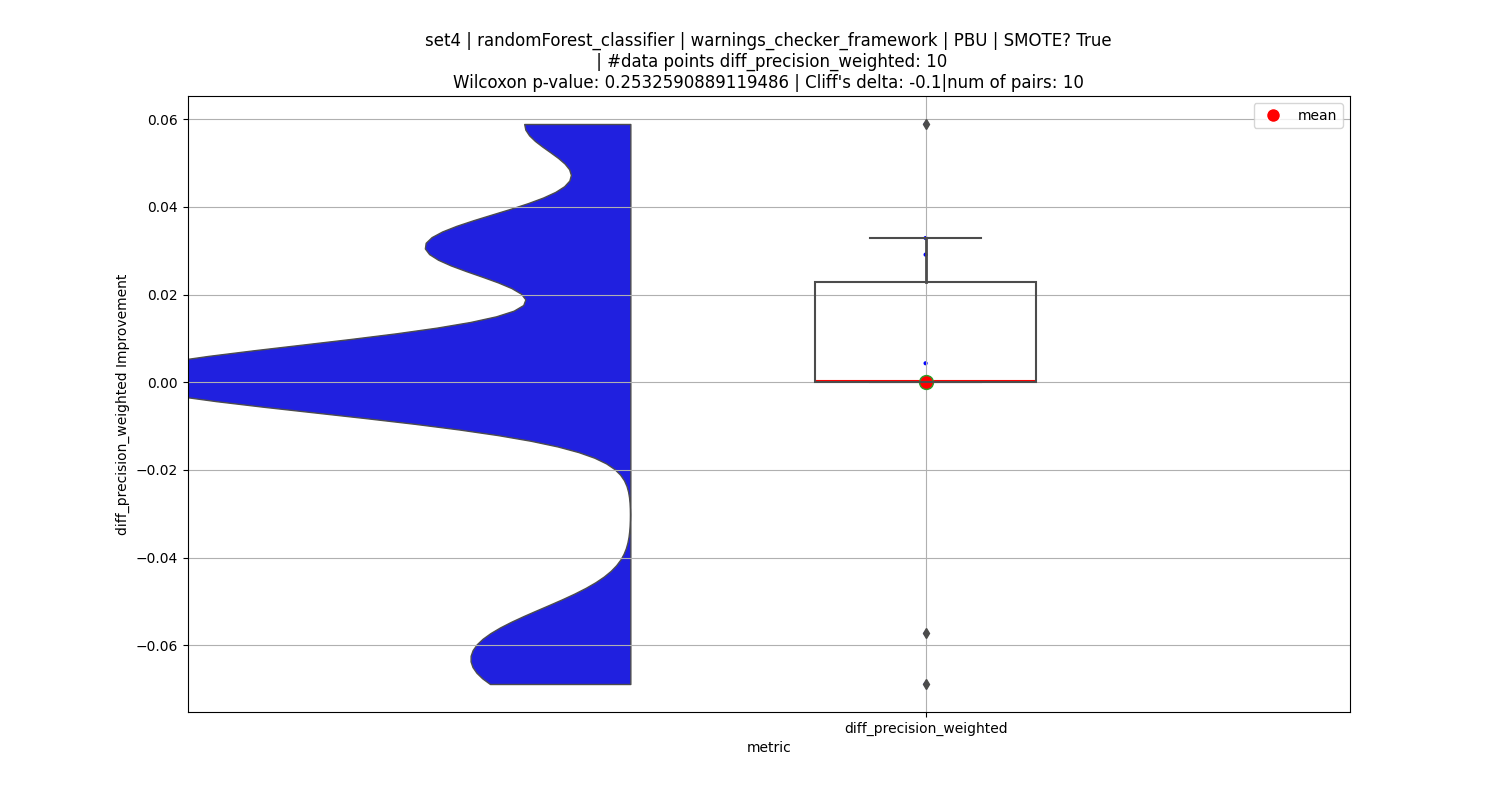 set4 | randomForest_classifier | warnings_checker_framework | PBU | SMOTE? True
| #data points diff_precision_weighted: 10
Wilcoxon p-value: 0.2532590889119486 | Cliff's delta: -0.1|num of pairs: 10
mean
0.06
0.04
0.02
0.00
−0.02
−0.04
−0.06
diff_precision_weighted Improvement
diff_precision_weighted
metric